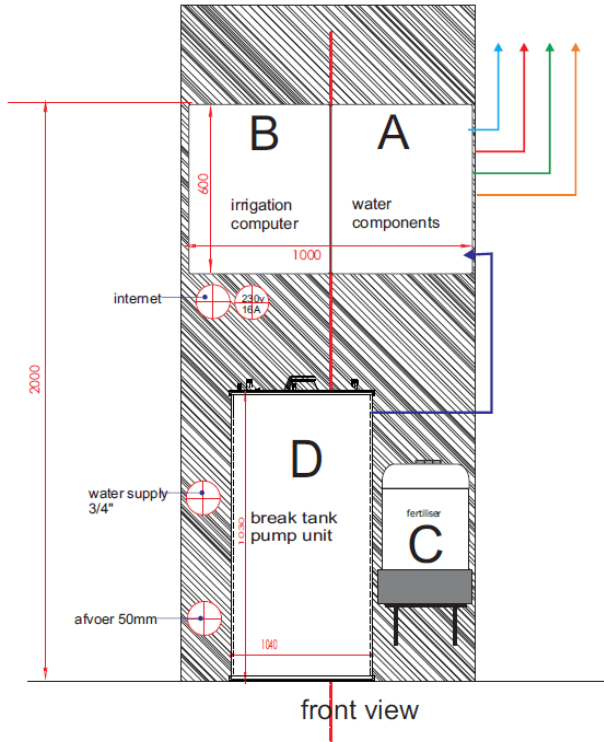 B
A
irrigation
computer
water
components
600
1000
internet
230v
16A
2000
D
break tank
pump unit
1030
1040
fertiliser
C
water supply
3/4"
afvoer 50mm
front view